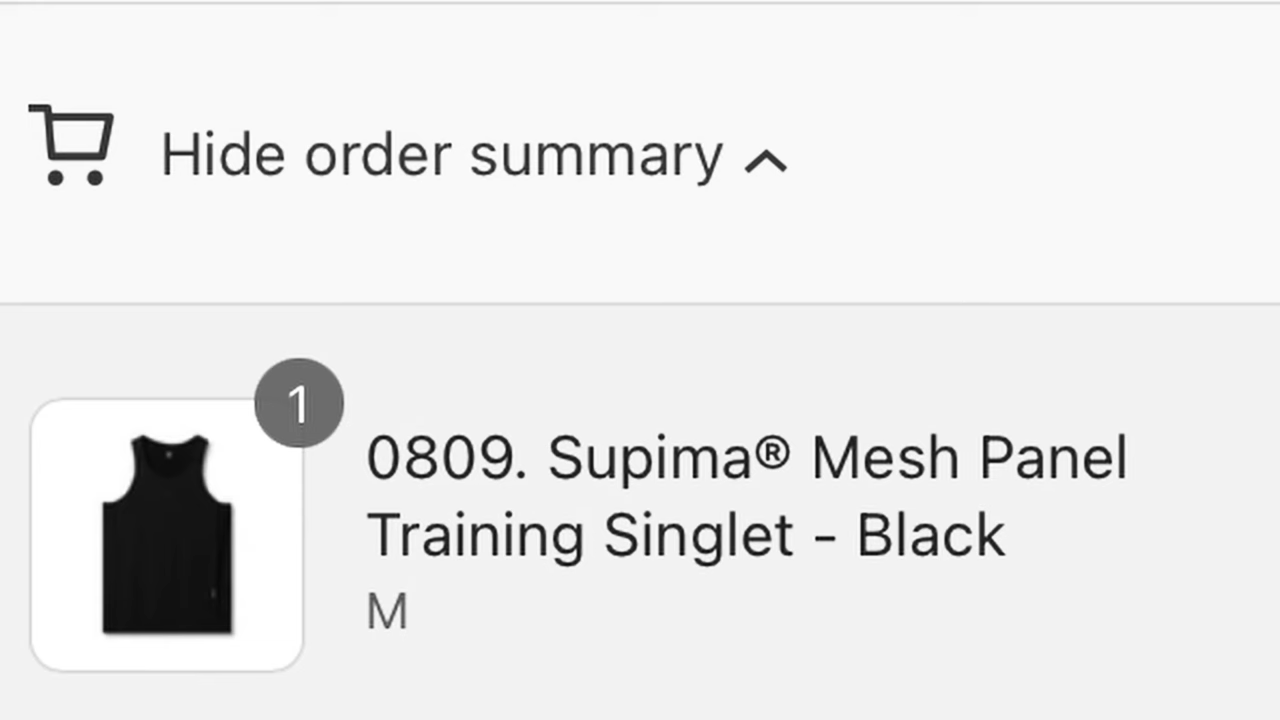 Hide order summary
1
0809. Supima® Mesh Panel
Training Singlet - Black
M